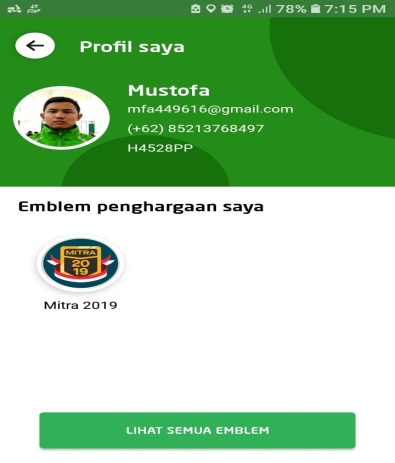 4G 78% 7:15 PM
Profil saya
Mustofa
mfa449616@gmail.com
(+62) 85213768497
H4528PP
Emblem penghargaan saya
MITRA
20
19
Mitra 2019
LIHAT SEMUA EMBLEM